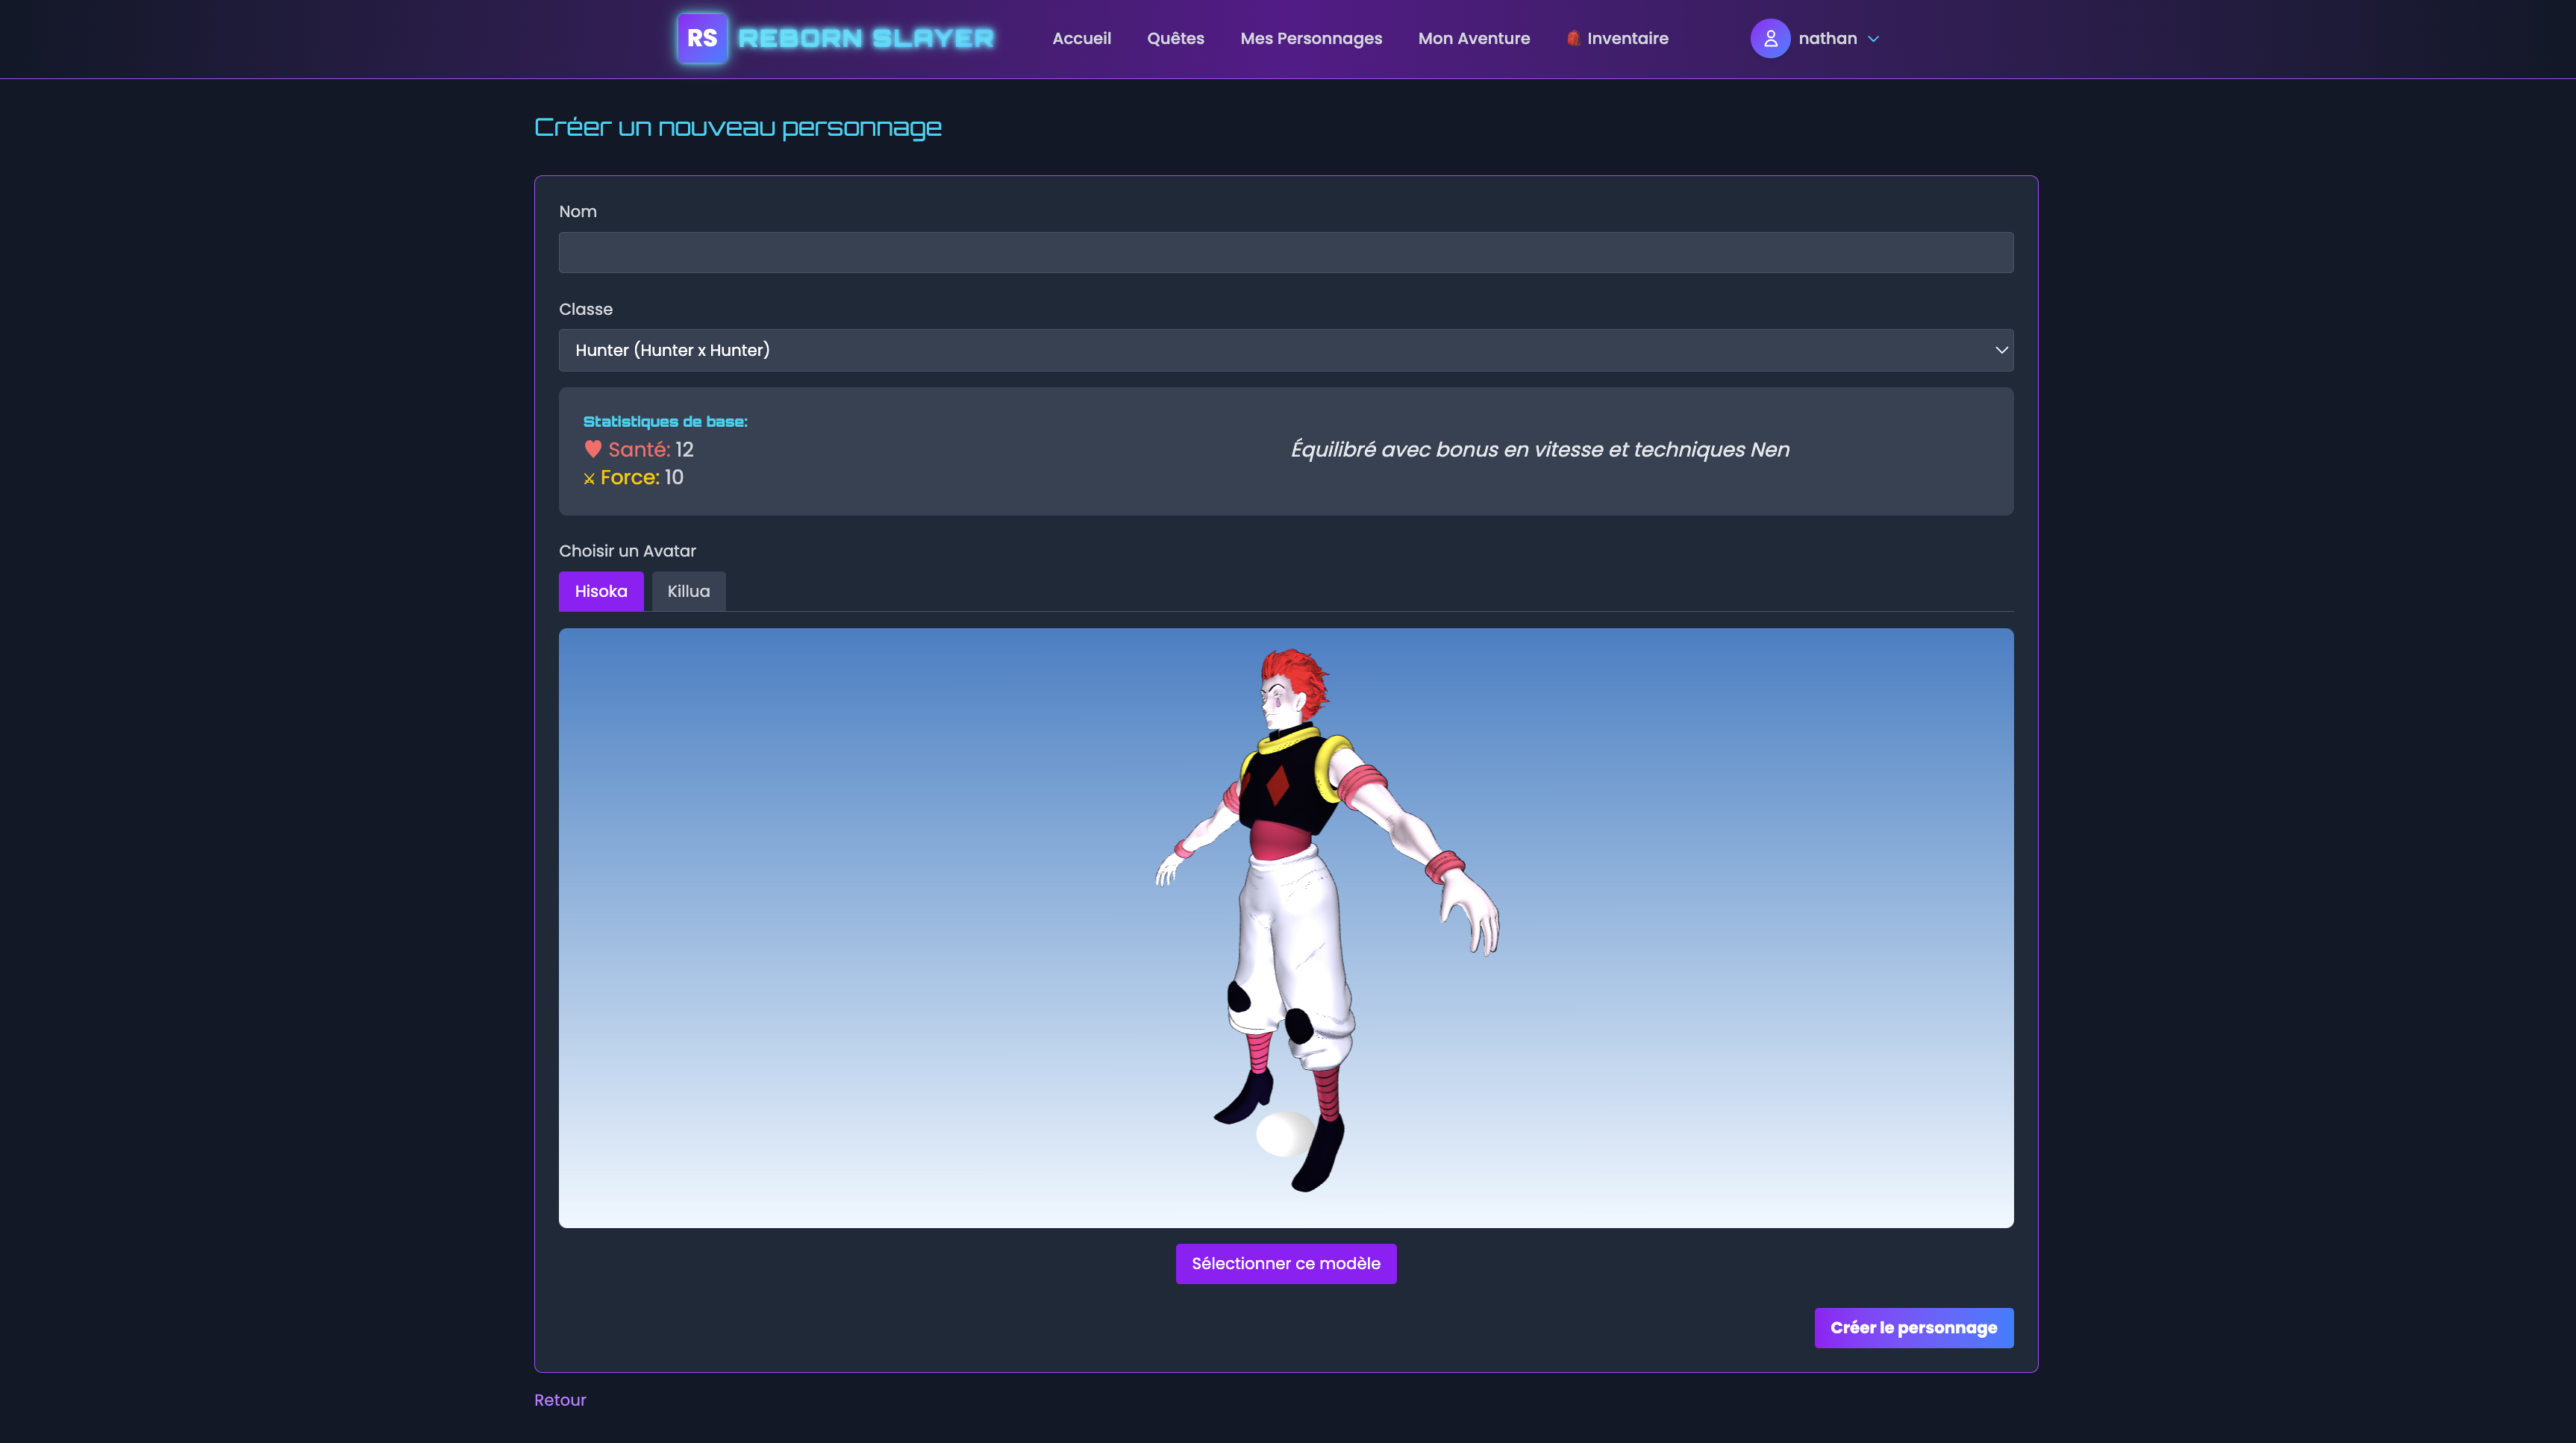 RS REBORN SLAYER Accueil Quêtes Mes Personnages Mon Aventure Inventaire nathan
Créer un nouveau personnage
Nom
Classe
Hunter (Hunter x Hunter)
Statistiques de base:
Santé: 12
Force: 10
Équilibré avec bonus en vitesse et techniques Nen
Choisir un Avatar
Hisoka Killua
Sélectionner ce modèle
Créer le personnage
Retour